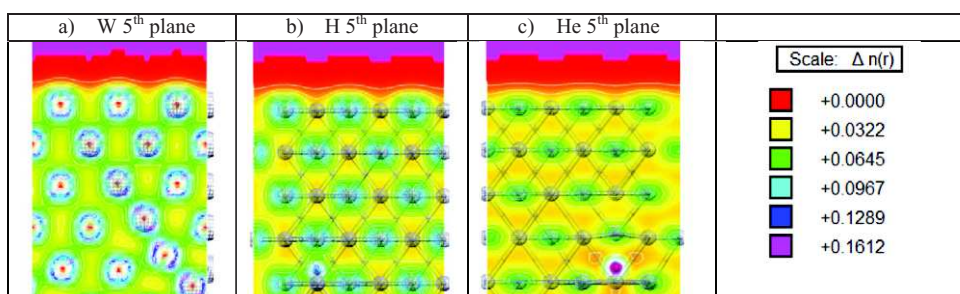 a) W 5th plane
b) H 5th plane
c) He 5th plane
Scale: Δ n(r)
+0.0000
+0.0322
+0.0645
+0.0967
+0.1289
+0.1612